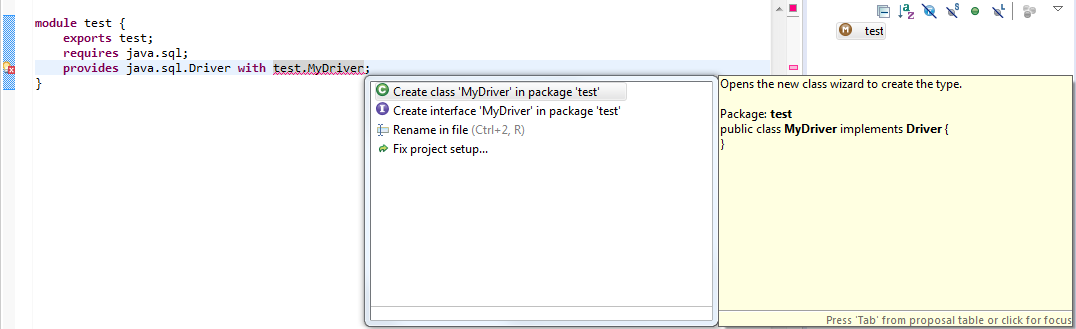 module test {
exports test;
requires java.sql;
provides java.sql.Driver with test.MyDriver;
}
Create class 'MyDriver' in package 'test'
Create interface 'MyDriver' in package 'test'
Rename in file (Ctrl+2, R)
Fix project setup...
Opens the new class wizard to create the type.
Package: test
public class MyDriver implements Driver {
}
Press 'Tab' from proposal table or click for focus
M test